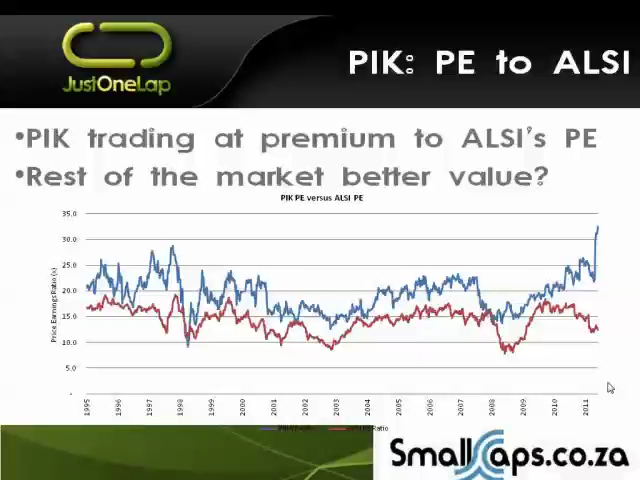 JustOneLap
PIK: PE to ALSI
•PIK trading at premium to ALSI's PE
•Rest of the market better value?
PIK PE versus ALSI PE
Price Earnings Ratio (x)
35.0
30.0
25.0
20.0
15.0
10.0
5.0
-
1995 1996 1997 1998 1999 2000 2001 2002 2003 2004 2005 2006 2007 2008 2009 2010 2011
Ratio
SmallCaps.co.za